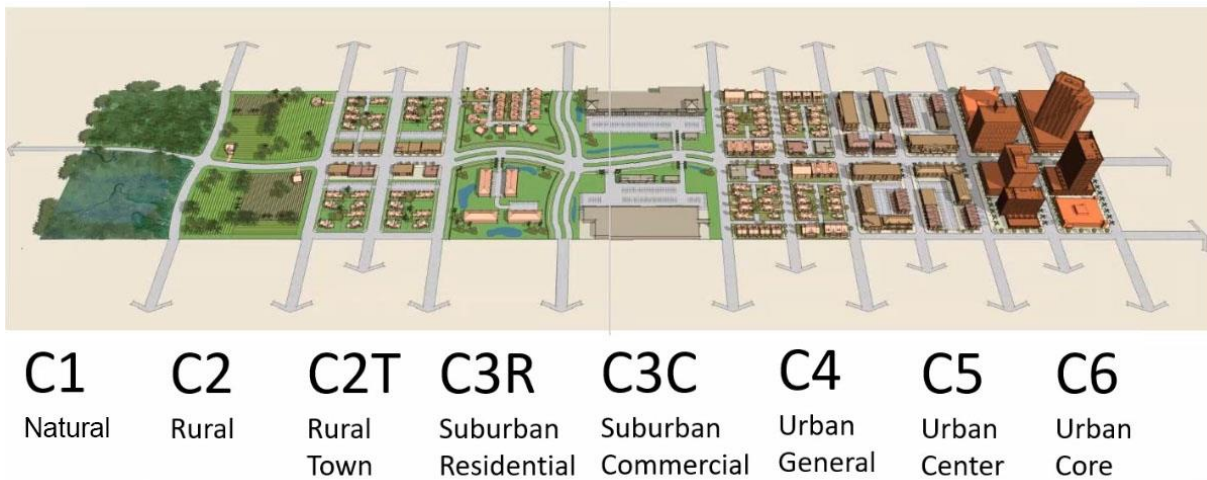 C1 C2 C2T C3R C3C C4 C5 C6
Natural Rural Rural Suburban Suburban Urban Urban Urban
Town Residential Commercial General Center Core